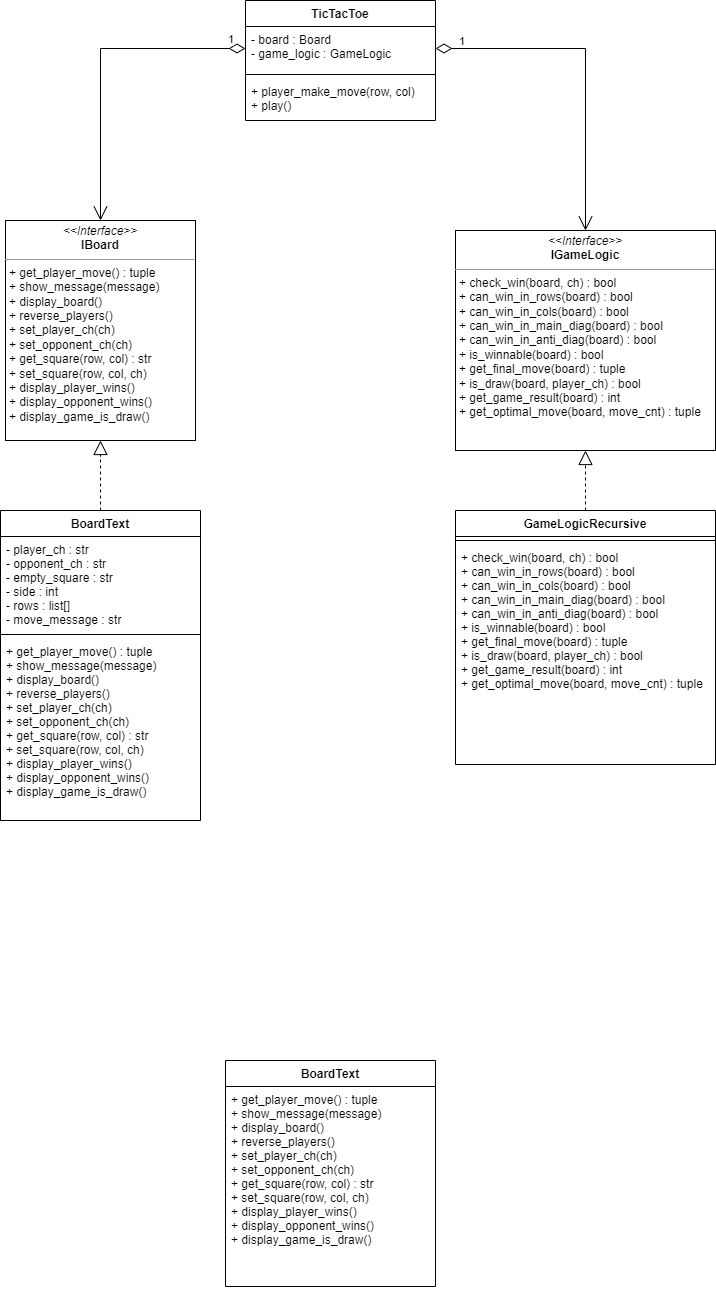 TicTacToe
- board : Board
- game_logic : GameLogic
+ player_make_move(row, col)
+ play()
1
1
<<Interface>>
IBoard
+ get_player_move() : tuple
+ show_message(message)
+ display_board()
+ reverse_players()
+ set_player_ch(ch)
+ set_opponent_ch(ch)
+ get_square(row, col) : str
+ set_square(row, col, ch)
+ display_player_wins()
+ display_opponent_wins()
+ display_game_is_draw()
<<Interface>>
IGameLogic
+ check_win(board, ch) : bool
+ can_win_in_rows(board) : bool
+ can_win_in_cols(board) : bool
+ can_win_in_main_diag(board) : bool
+ can_win_in_anti_diag(board) : bool
+ is_winnable(board) : bool
+ get_final_move(board) : tuple
+ is_draw(board, player_ch) : bool
+ get_game_result(board) : int
+ get_optimal_move(board, move_cnt) : tuple
BoardText
- player_ch : str
- opponent_ch : str
- empty_square : str
- side : int
- rows : list[]
- move_message : str
+ get_player_move() : tuple
+ show_message(message)
+ display_board()
+ reverse_players()
+ set_player_ch(ch)
+ set_opponent_ch(ch)
+ get_square(row, col) : str
+ set_square(row, col, ch)
+ display_player_wins()
+ display_opponent_wins()
+ display_game_is_draw()
GameLogicRecursive
+ check_win(board, ch) : bool
+ can_win_in_rows(board) : bool
+ can_win_in_cols(board) : bool
+ can_win_in_main_diag(board) : bool
+ can_win_in_anti_diag(board) : bool
+ is_winnable(board) : bool
+ get_final_move(board) : tuple
+ is_draw(board, player_ch) : bool
+ get_game_result(board) : int
+ get_optimal_move(board, move_cnt) : tuple
BoardText
+ get_player_move() : tuple
+ show_message(message)
+ display_board()
+ reverse_players()
+ set_player_ch(ch)
+ set_opponent_ch(ch)
+ get_square(row, col) : str
+ set_square(row, col, ch)
+ display_player_wins()
+ display_opponent_wins()
+ display_game_is_draw()